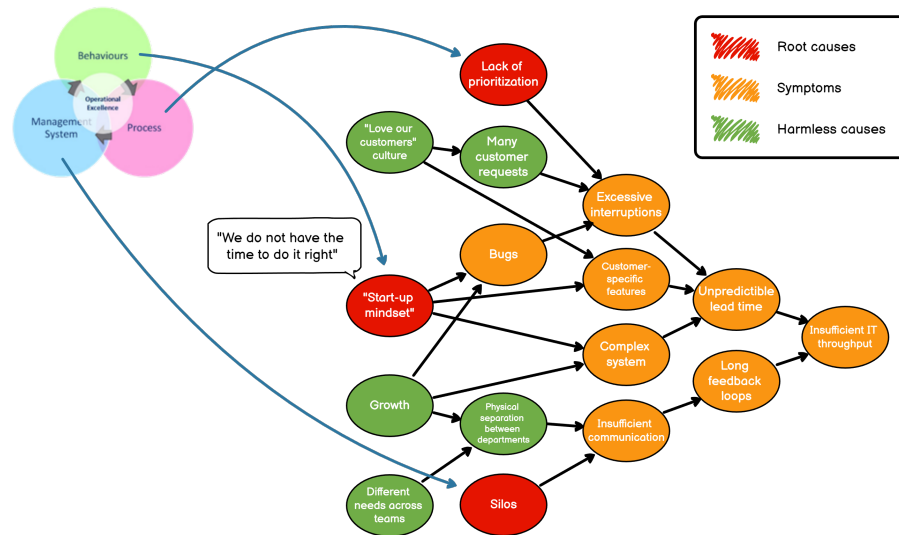 Behaviours
Operational
Excellence
Management
System
Process
Lack of
prioritization
Root causes
Symptoms
Harmless causes
"Love our
customers"
culture
Many
customer
requests
Excessive
interruptions
"We do not have the
time to do it right"
Bugs
Customer-
specific
features
"Start-up
mindset"
Unpredictible
lead time
Insufficient IT
throughput
Complex
system
Long
feedback
loops
Growth
Physical
separation
between
departments
Insufficient
communication
Different
needs across
teams
Silos